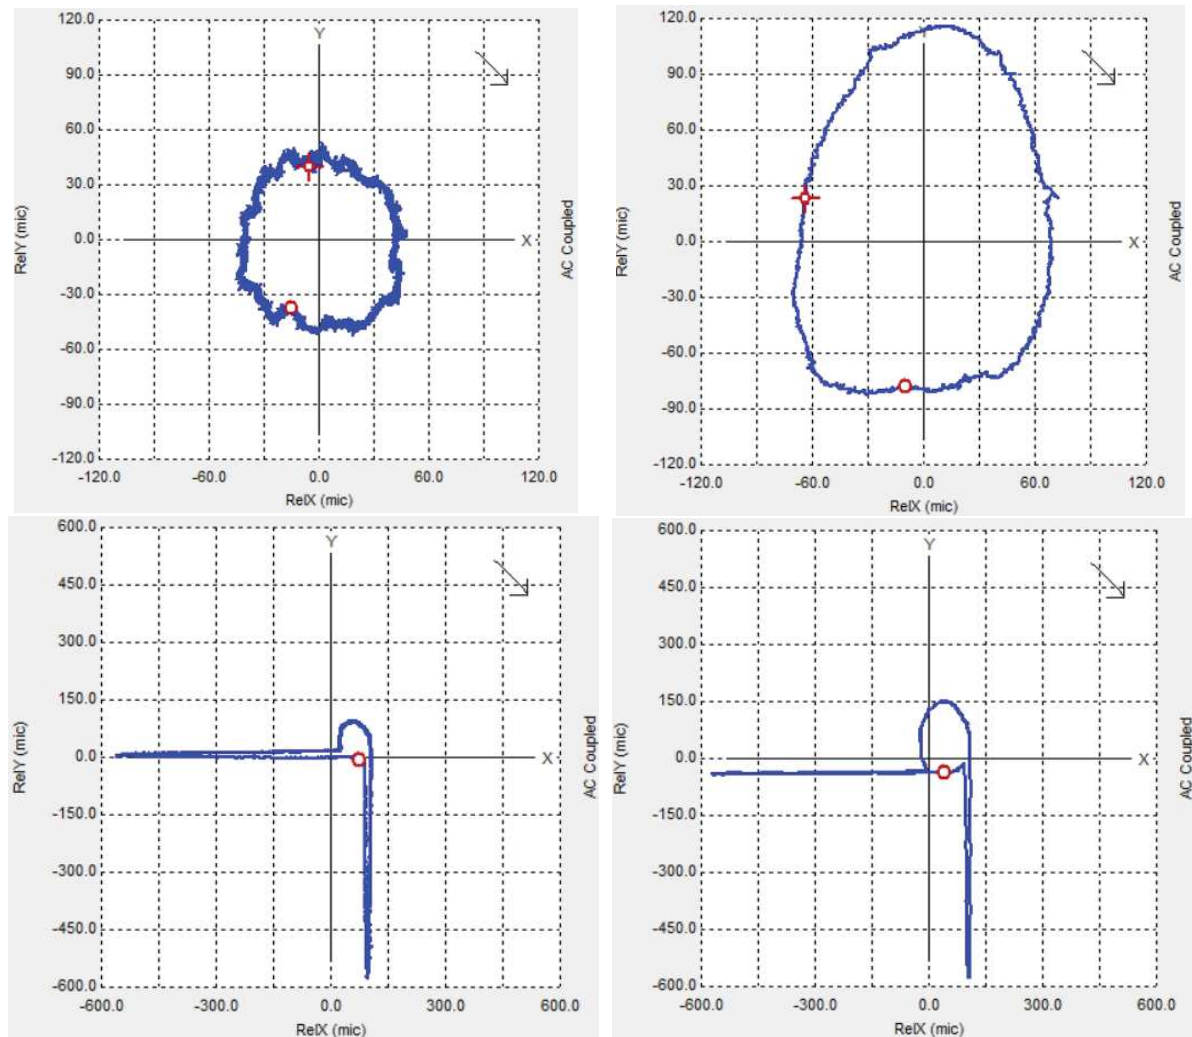 120.0
Y
90.0
60.0
30.0
0.0
X
-30.0
-60.0
-90.0
-120.0
RelY (mic)
AC Coupled
-120.0 -60.0 0.0 60.0 120.0
RelX (mic)
120.0
Y
90.0
60.0
30.0
0.0
X
-30.0
-60.0
-90.0
-120.0
RelY (mic)
AC Coupled
-120.0 -60.0 0.0 60.0 120.0
RelX (mic)
600.0
Y
450.0
300.0
150.0
0.0
X
-150.0
-300.0
-450.0
-600.0
RelY (mic)
AC Coupled
-600.0 -300.0 0.0 300.0 600.0
RelX (mic)
600.0
Y
450.0
300.0
150.0
0.0
X
-150.0
-300.0
-450.0
-600.0
RelY (mic)
AC Coupled
-600.0 -300.0 0.0 300.0 600.0
RelX (mic)